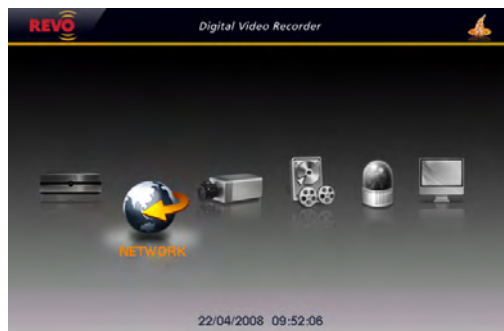 REVO
Digital Video Recorder
NETWORK
22/04/2008 09:52:06